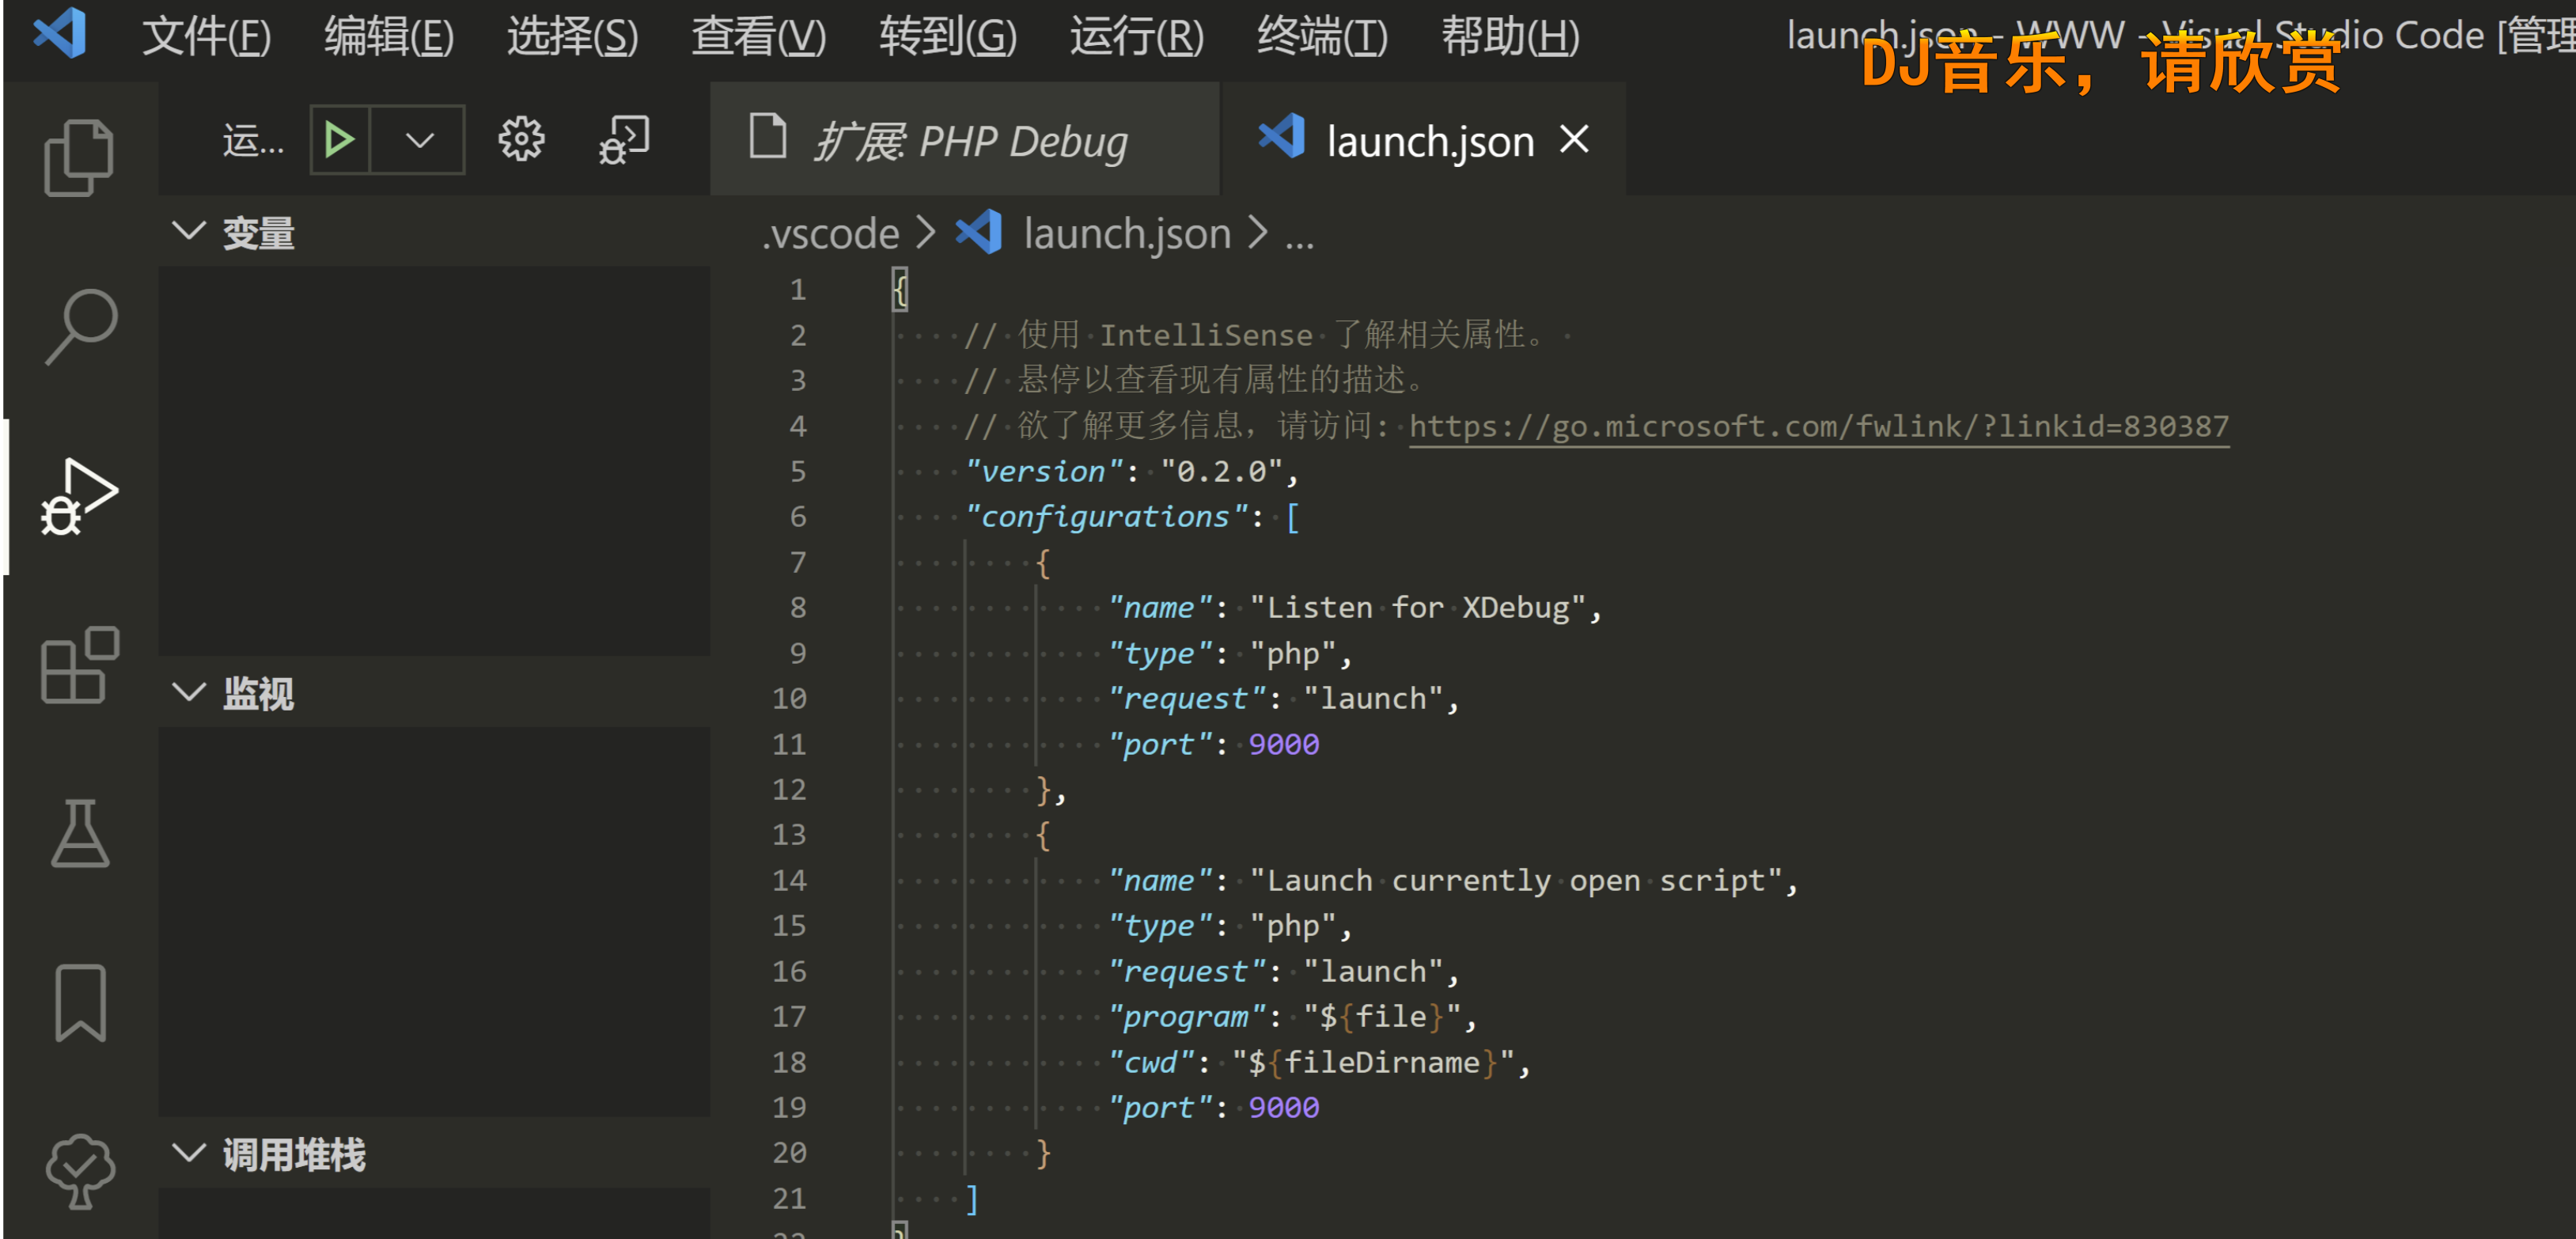 文件(F) 编辑(E) 选择(S) 查看(V) 转到(G) 运行(R) 终端(T) 帮助(H) launch.json - WWW - Visual Studio Code [管理
DJ音乐，请欣赏
运...
扩展: PHP Debug
launch.json
变量
监视
调用堆栈
.vscode > launch.json > ...
1 {
2 // 使用 IntelliSense 了解相关属性。
3 // 悬停以查看现有属性的描述。
4 // 欲了解更多信息，请访问: https://go.microsoft.com/fwlink/?linkid=830387
5 "version": "0.2.0",
6 "configurations": [
7 {
8 "name": "Listen for XDebug",
9 "type": "php",
10 "request": "launch",
11 "port": 9000
12 },
13 {
14 "name": "Launch currently open script",
15 "type": "php",
16 "request": "launch",
17 "program": "${file}",
18 "cwd": "${fileDirname}",
19 "port": 9000
20 }
21 ]